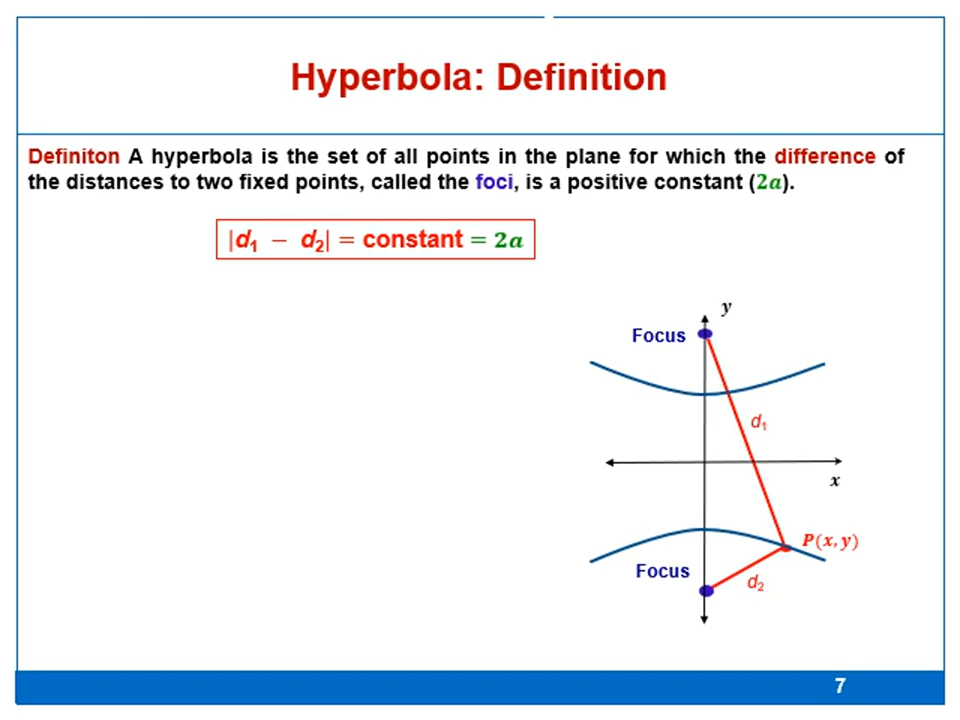 Hyperbola: Definition
Definiton A hyperbola is the set of all points in the plane for which the difference of
the distances to two fixed points, called the foci, is a positive constant (2a).
|d₁ − d₂| = constant = 2a
y
Focus
d₁
x
P(x, y)
Focus
d₂
7